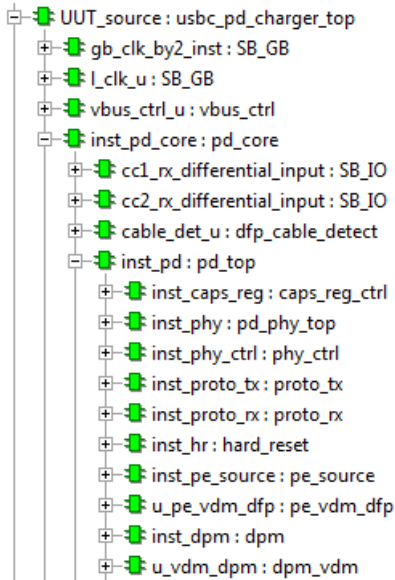 UUT_source : usbc_pd_charger_top
gb_clk_by2_inst : SB_GB
l_clk_u : SB_GB
vbus_ctrl_u : vbus_ctrl
inst_pd_core : pd_core
cc1_rx_differential_input : SB_IO
cc2_rx_differential_input : SB_IO
cable_det_u : dfp_cable_detect
inst_pd : pd_top
inst_caps_reg : caps_reg_ctrl
inst_phy : pd_phy_top
inst_phy_ctrl : phy_ctrl
inst_proto_tx : proto_tx
inst_proto_rx : proto_rx
inst_hr : hard_reset
inst_pe_source : pe_source
u_pe_vdm_dfp : pe_vdm_dfp
inst_dpm : dpm
u_vdm_dpm : dpm_vdm